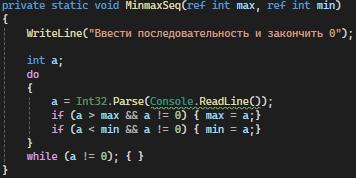 private static void MinmaxSeq(ref int max, ref int min)
{
WriteLine("Ввести последовательность и закончить 0");
int a;
do
{
a = Int32.Parse(Console.ReadLine());
if (a > max && a != 0) { max = a;}
if (a < min && a != 0) { min = a;}
}
while (a != 0); { }
}